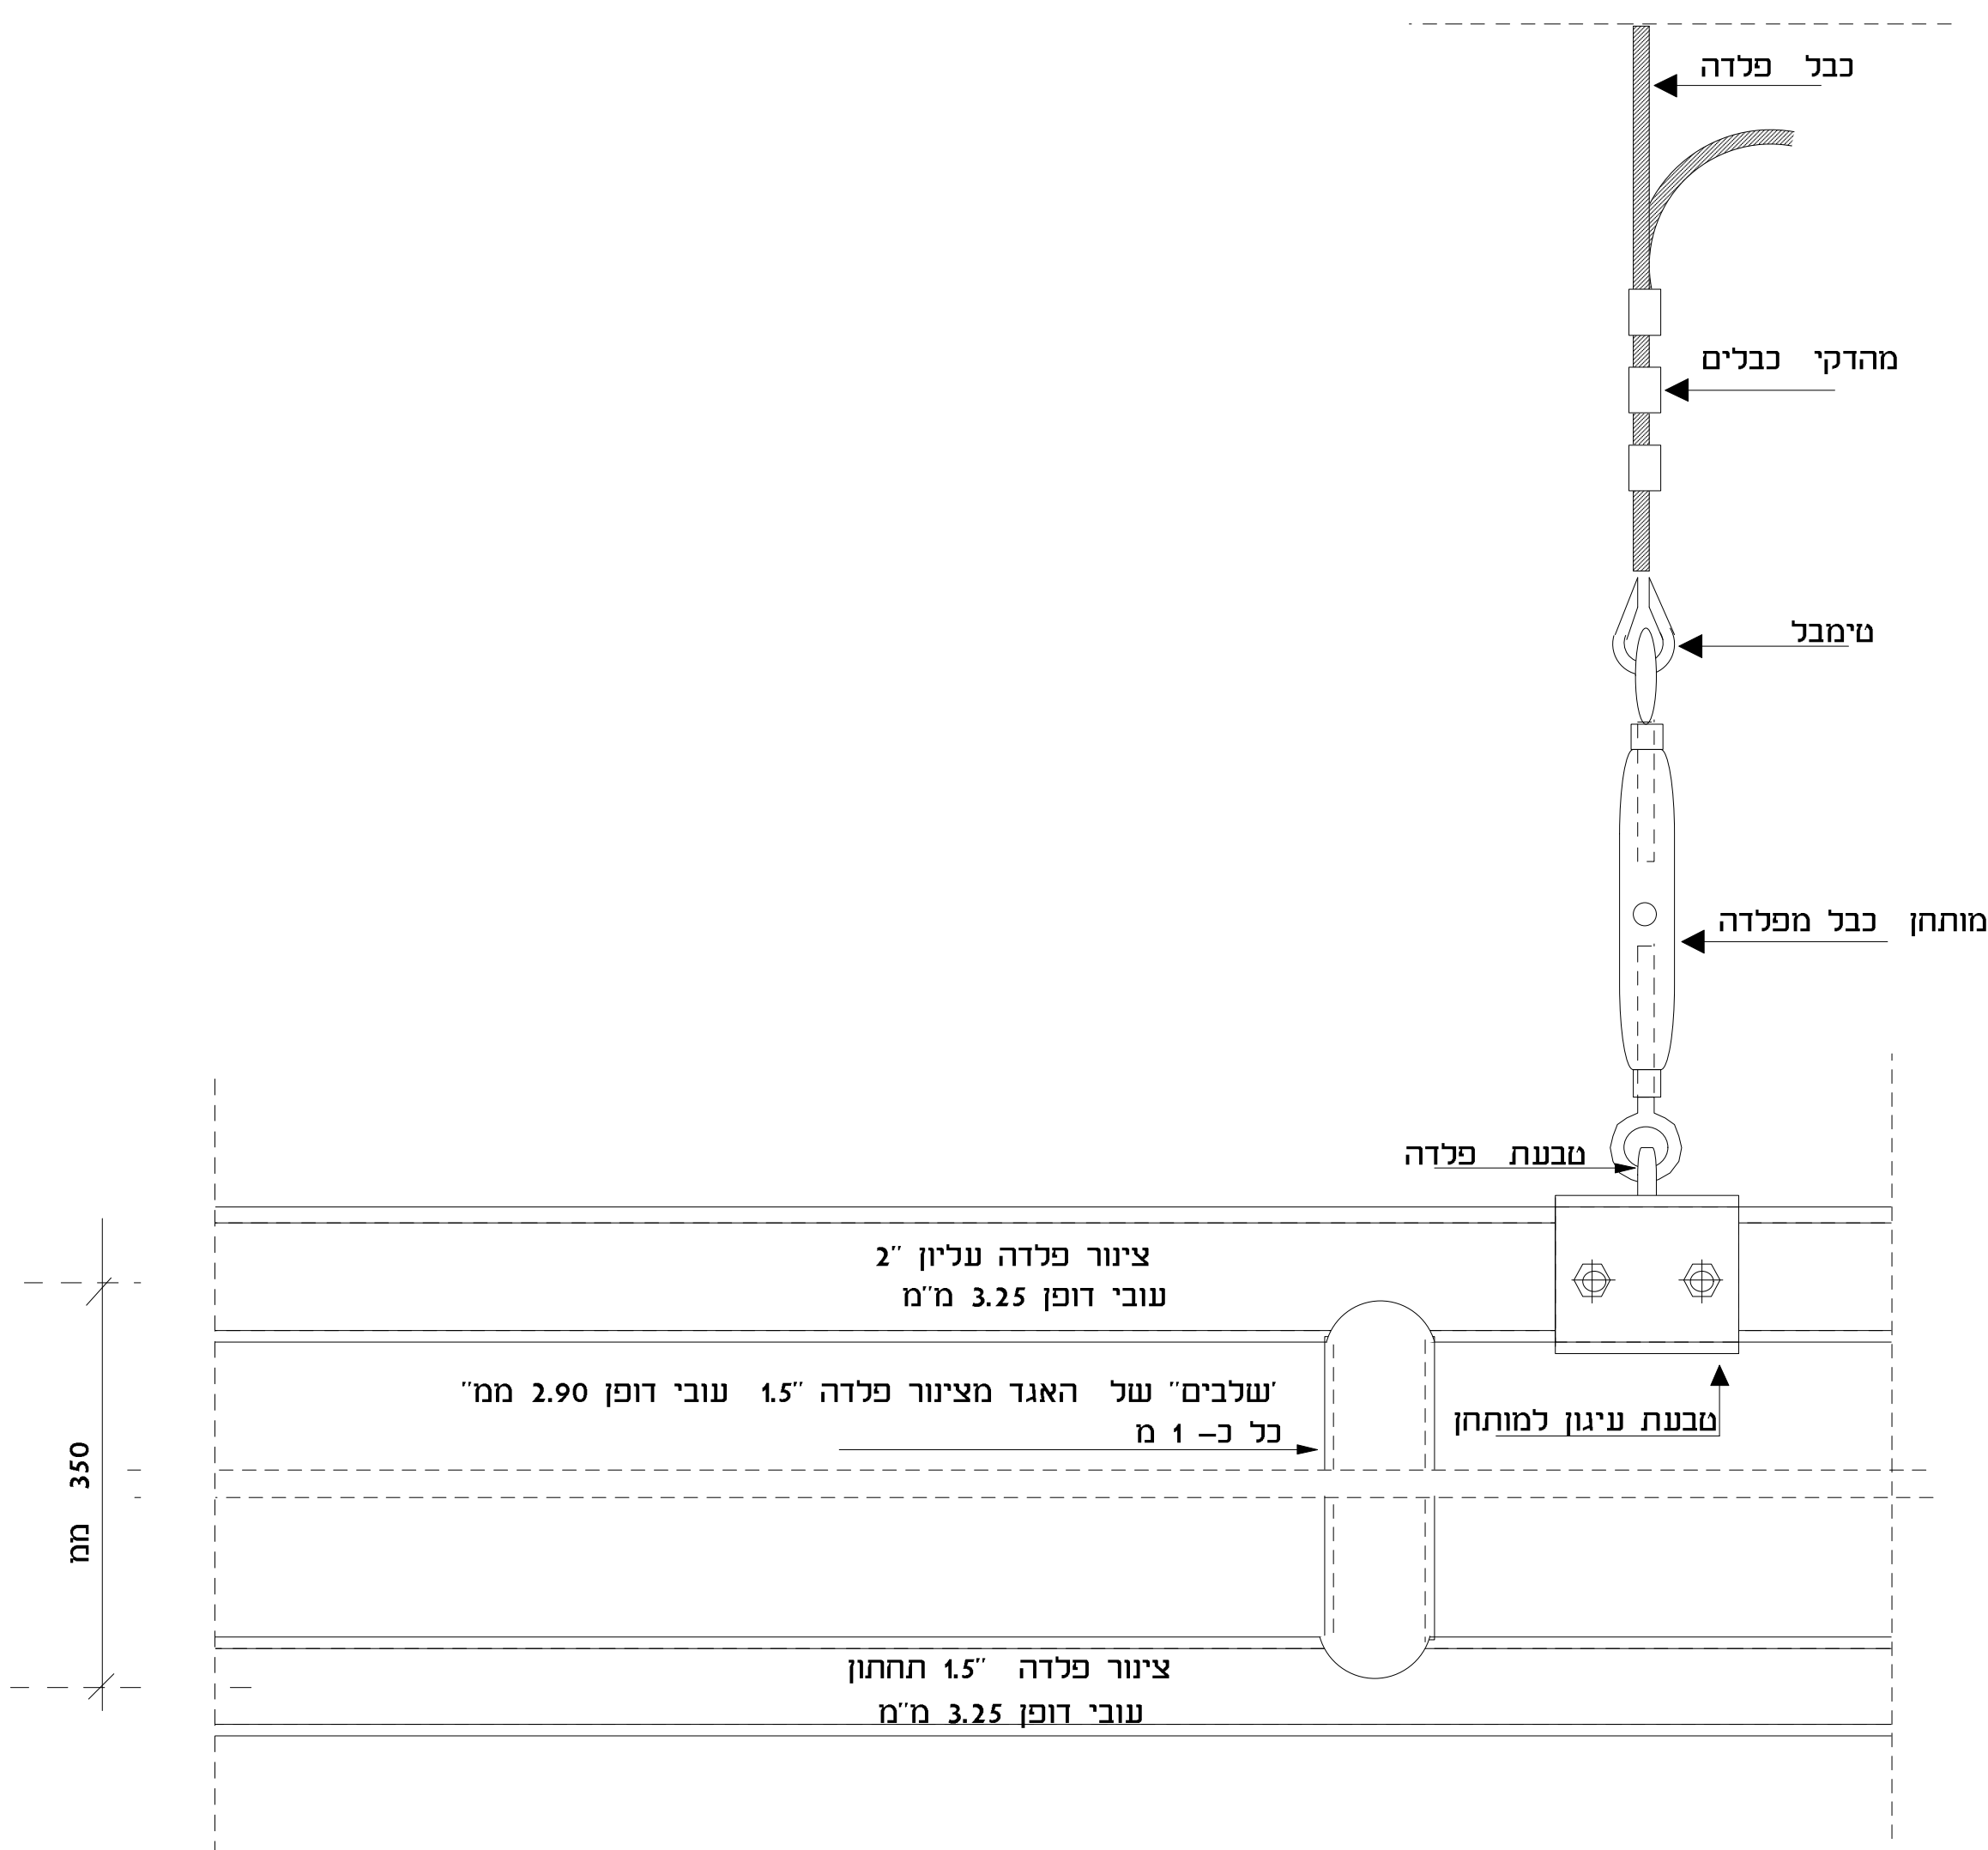 כבל פלדה
מהדקי כבלים
טימבל
מותחן כבל מפלדה
טבעת פלדה
צינור פלדה עליון "2
עובי דופן 3.25 מ"מ
'שלבים" של האגד מצינור פלדה "1.5 עובי דופן 2.90 ממ"
כל כ- 1 מ
טבעת עיגון למותחן
350 ממ
צינור פלדה "1.5 תחתון
עובי דופן 3.25 מ"מ